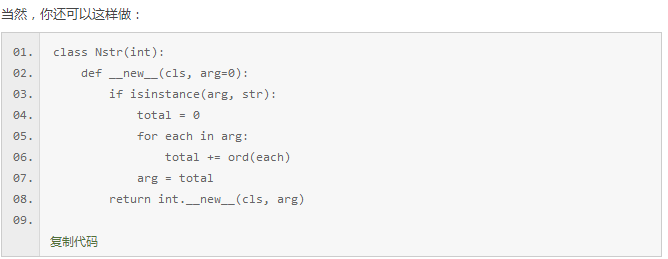 当然，你还可以这样做：
01. class Nstr(int):
02.     def __new__(cls, arg=0):
03.         if isinstance(arg, str):
04.             total = 0
05.             for each in arg:
06.                 total += ord(each)
07.             arg = total
08.         return int.__new__(cls, arg)
09.
复制代码